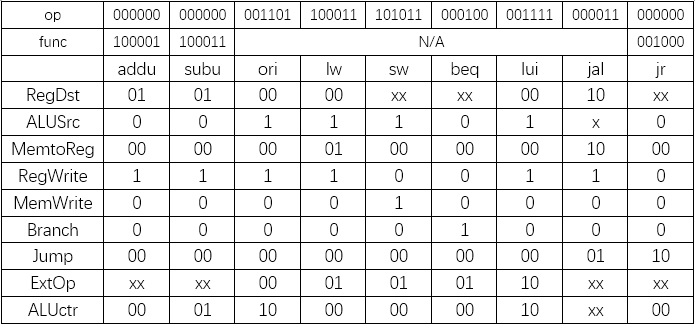 op 000000 000000 001101 100011 101011 000100 001111 000011 000000
func 100001 100011 N/A 001000
addu subu ori lw sw beq lui jal jr
RegDst 01 01 00 00 xx xx 00 10 xx
ALUSrc 0 0 1 1 1 0 1 x 0
MemtoReg 00 00 00 01 00 00 00 10 00
RegWrite 1 1 1 1 0 0 1 1 0
MemWrite 0 0 0 0 1 0 0 0 0
Branch 0 0 0 0 0 1 0 0 0
Jump 00 00 00 00 00 00 00 01 10
ExtOp xx xx 00 01 01 01 10 xx xx
ALUctr 00 01 10 00 00 00 10 xx 00